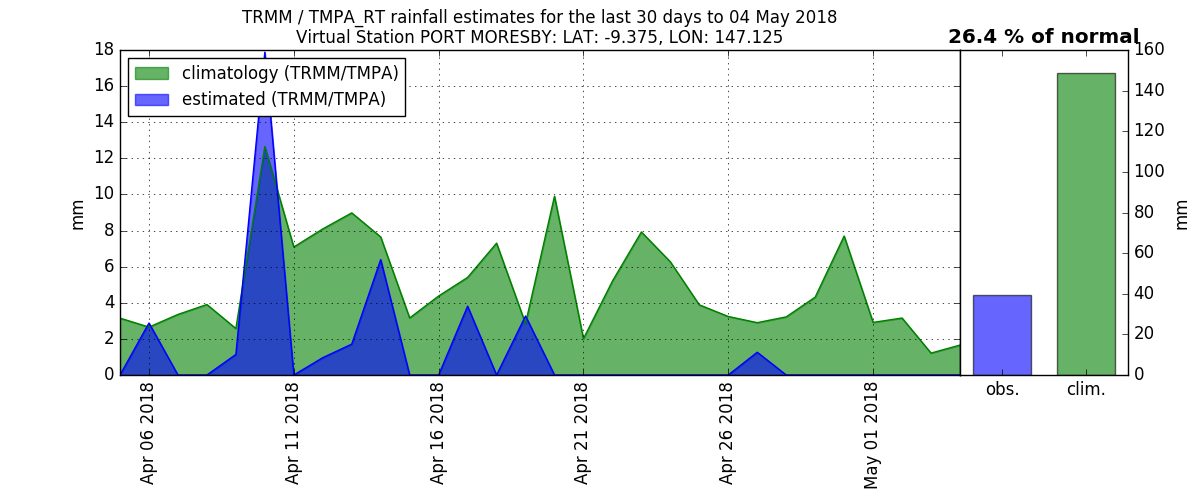 TRMM / TMPA_RT rainfall estimates for the last 30 days to 04 May 2018
Virtual Station PORT MORESBY: LAT: -9.375, LON: 147.125
26.4 % of normal
climatology (TRMM/TMPA)
estimated (TRMM/TMPA)
mm
18
16
14
12
10
8
6
4
2
0
Apr 06 2018
Apr 11 2018
Apr 16 2018
Apr 21 2018
Apr 26 2018
May 01 2018
obs.
clim.
160
140
120
100
80
60
40
20
0
mm